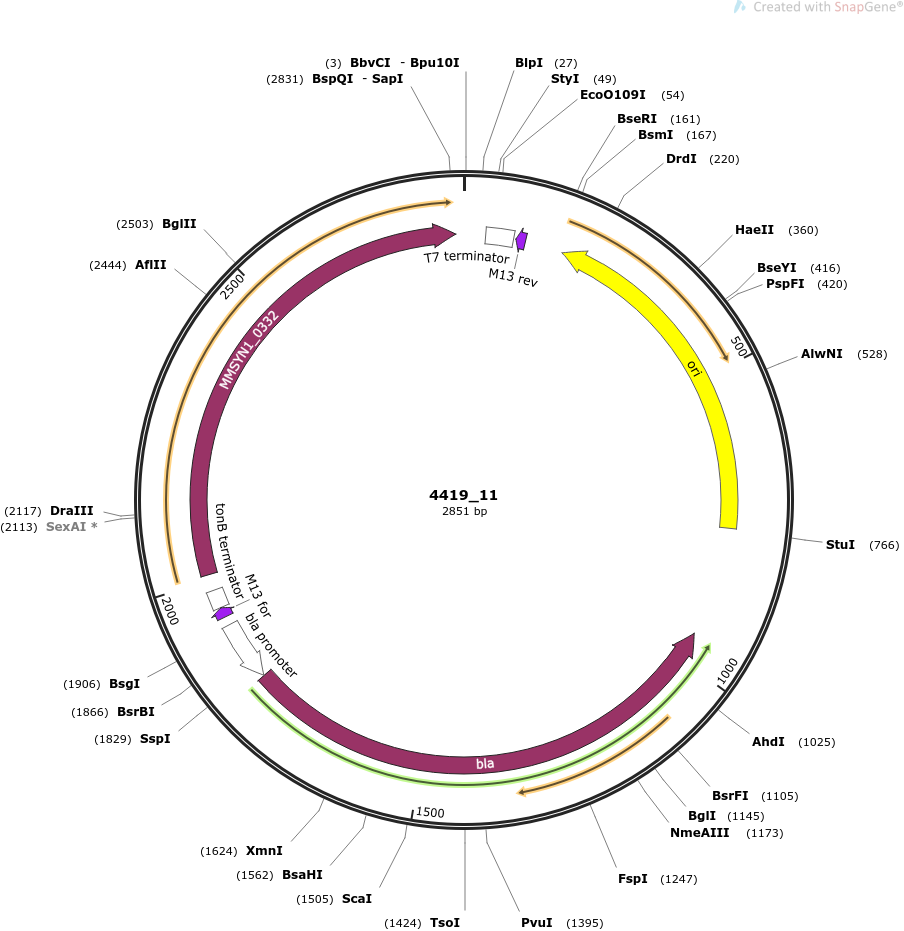 Created with SnapGene®
(3) BbvCI - Bpu10I
(2831) BspQI - SapI
BlpI (27)
StyI (49)
EcoO109I (54)
BseRI (161)
BsmI (167)
DrdI (220)
HaeII (360)
BseYI (416)
PspFI (420)
AlwNI (528)
StuI (766)
AhdI (1025)
BsrFI (1105)
BglI (1145)
NmeAIII (1173)
FspI (1247)
PvuI (1395)
(1424) TsoI
(1505) ScaI
(1562) BsaHI
(1624) XmnI
(1829) SspI
(1866) BsrBI
(1906) BsgI
(2113) SexAI *
(2117) DraIII
(2444) AflII
(2503) BglII
500
1000
1500
2000
2500
T7 terminator
M13 rev
ori
bla
bla promoter
M13 for
tonB terminator
MMSYN1_0332
4419_11
2851 bp